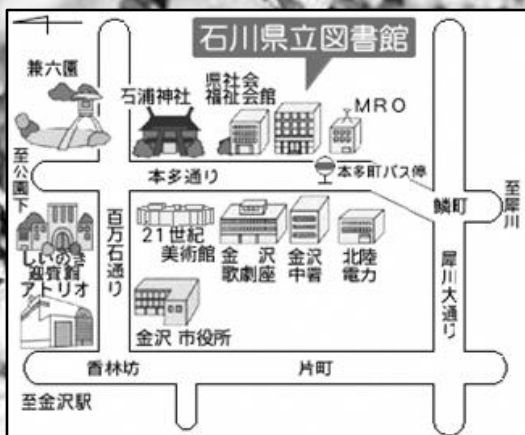 石川県立図書館
兼六園
石浦神社
県社会
福祉会館
MRO
至公園下
本多通り
本多町バス停
鱗町
至犀川
しいのき
迎賓館
アトリオ
百万石通り
21世紀
美術館
金沢
歌劇座
金沢
中署
北陸
電力
犀川大通り
金沢市役所
香林坊
片町
至金沢駅